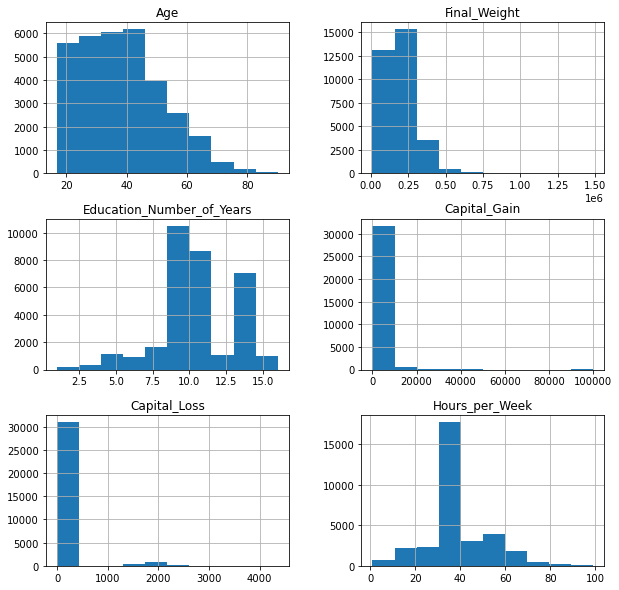 Age
6000
5000
4000
3000
2000
1000
0
20 40 60 80
Final_Weight
15000
12500
10000
7500
5000
2500
0
0.00 0.25 0.50 0.75 1.00 1.25 1.50
1e6
Education_Number_of_Years
10000
8000
6000
4000
2000
0
2.5 5.0 7.5 10.0 12.5 15.0
Capital_Gain
30000
25000
20000
15000
10000
5000
0
0 20000 40000 60000 80000 100000
Capital_Loss
30000
25000
20000
15000
10000
5000
0
0 1000 2000 3000 4000
Hours_per_Week
15000
10000
5000
0
0 20 40 60 80 100